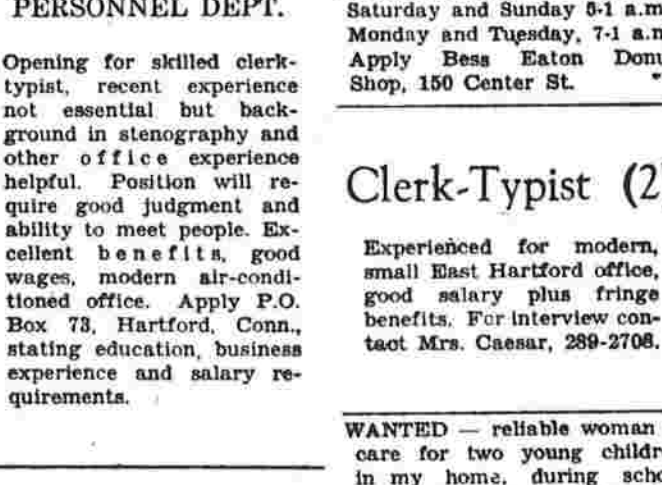 PERSONNEL DEPT.
Opening for skilled clerk-
typist, recent experience
not essential but back-
ground in stenography and
other office experience
helpful. Position will re-
quire good judgment and
ability to meet people. Ex-
cellent benefits, good
wages, modern air-condi-
tioned office. Apply P.O.
Box 73, Hartford, Conn.,
stating education, business
experience and salary re-
quirements.
Saturday and Sunday 5-1 a.m
Monday and Tuesday, 7-1 a.m
Apply Bess Eaton Donu
Shop, 150 Center St.
Clerk-Typist (2
Experienced for modern,
small East Hartford office,
good salary plus fringe
benefits. For interview con-
tact Mrs. Caesar, 289-2708.
WANTED — reliable woman
care for two young childr
in my home, during scho